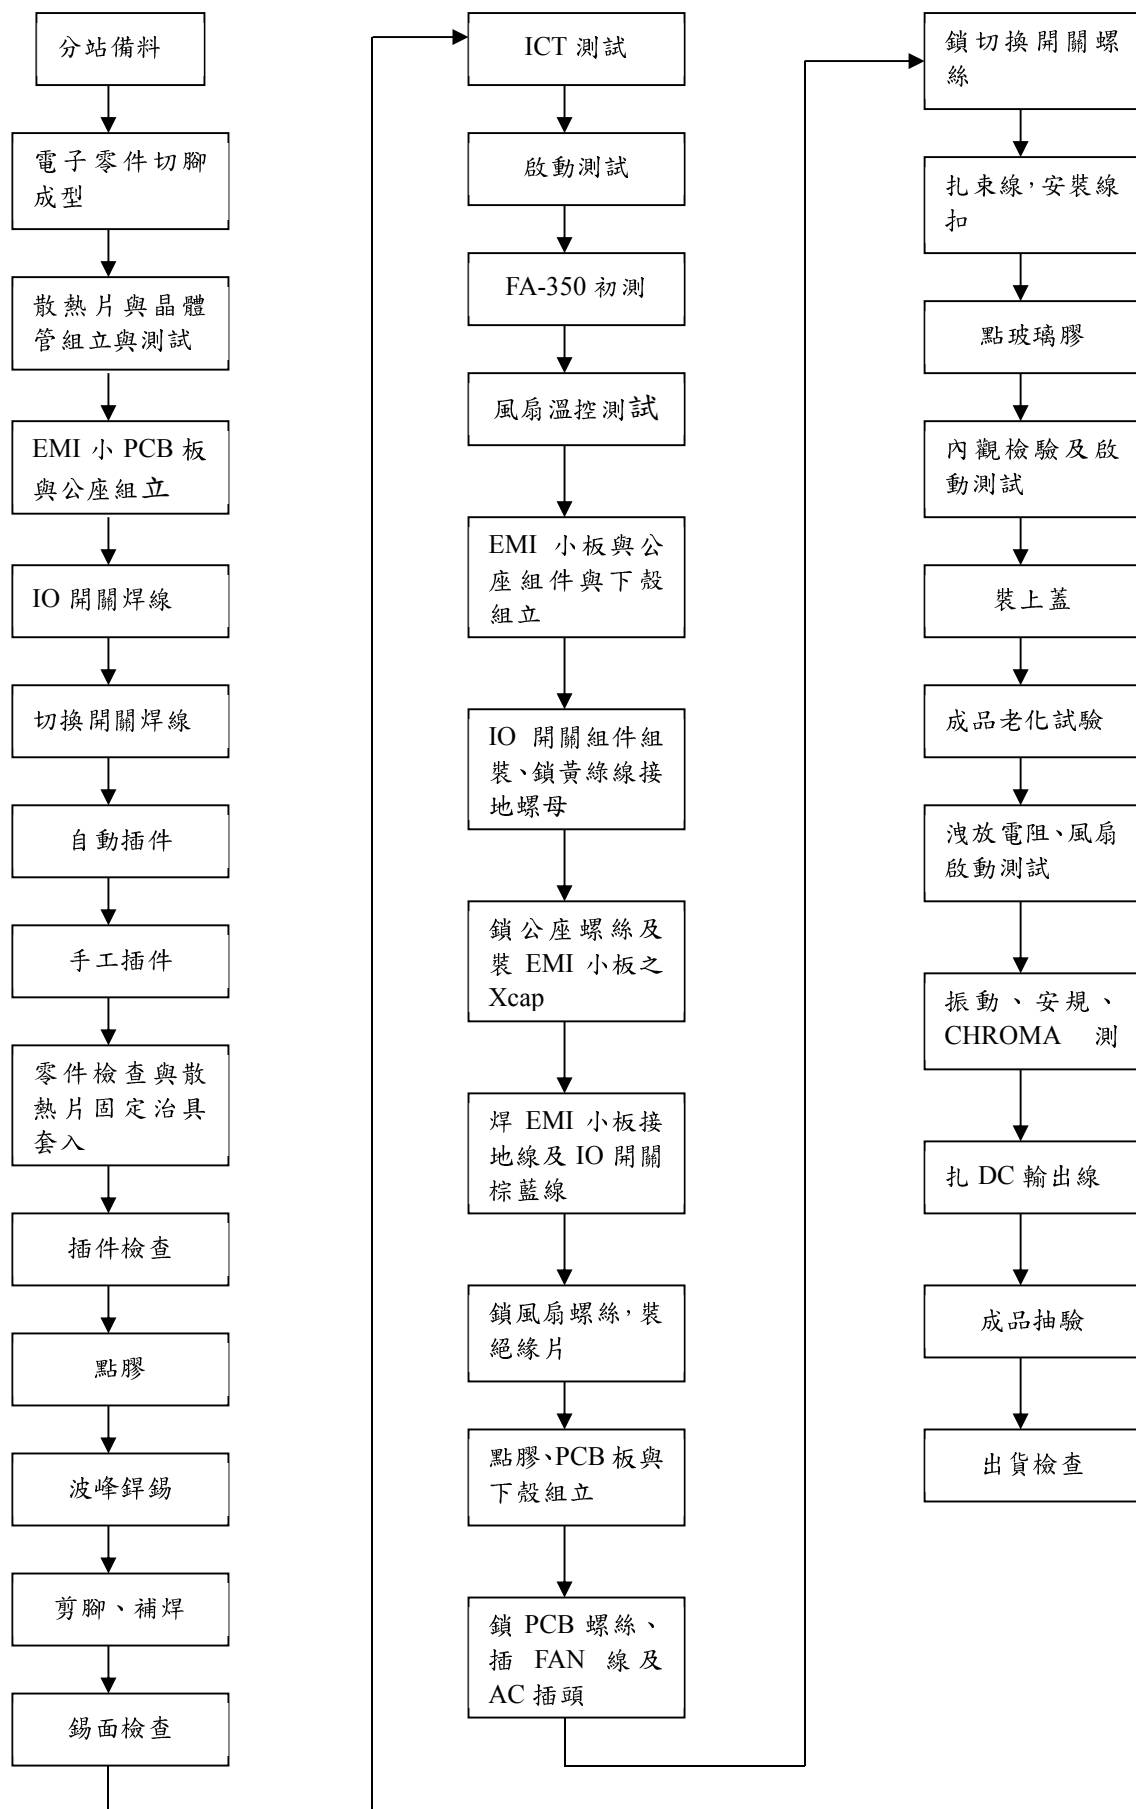 分站備料
電子零件切腳
成型
散熱片與晶體
管組立與測試
EMI 小 PCB 板
與公座組立
IO 開關焊線
切換開關焊線
自動插件
手工插件
零件檢查與散
熱片固定治具
套入
插件檢查
點膠
波峰銲錫
剪腳、補焊
錫面檢查
ICT 測試
啟動測試
FA-350 初測
風扇溫控測試
EMI 小板與公
座組件與下殼
組立
IO 開關組件組
裝、鎖黃綠線接
地螺母
鎖公座螺絲及
裝 EMI 小板之
Xcap
焊 EMI 小板接
地線及 IO 開關
棕藍線
鎖風扇螺絲，裝
絕緣片
點膠、PCB 板與
下殼組立
鎖 PCB 螺絲、
插 FAN 線及
AC 插頭
鎖切換開關螺
絲
扎束線，安裝線
扣
點玻璃膠
內觀檢驗及啟
動測試
裝上蓋
成品老化試驗
洩放電阻、風扇
啟動測試
振動、安規、
CHROMA 測
扎 DC 輸出線
成品抽驗
出貨檢查